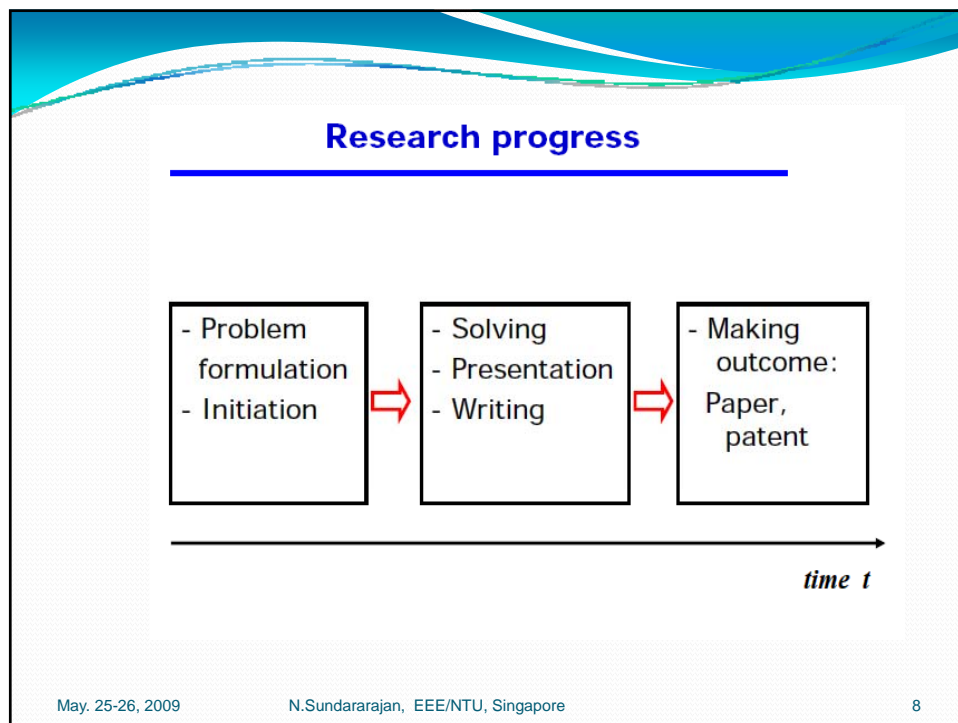 Research progress
- Problem
formulation
- Initiation
- Solving
- Presentation
- Writing
- Making
outcome:
Paper,
patent
time t
May. 25-26, 2009 N.Sundararajan, EEE/NTU, Singapore 8